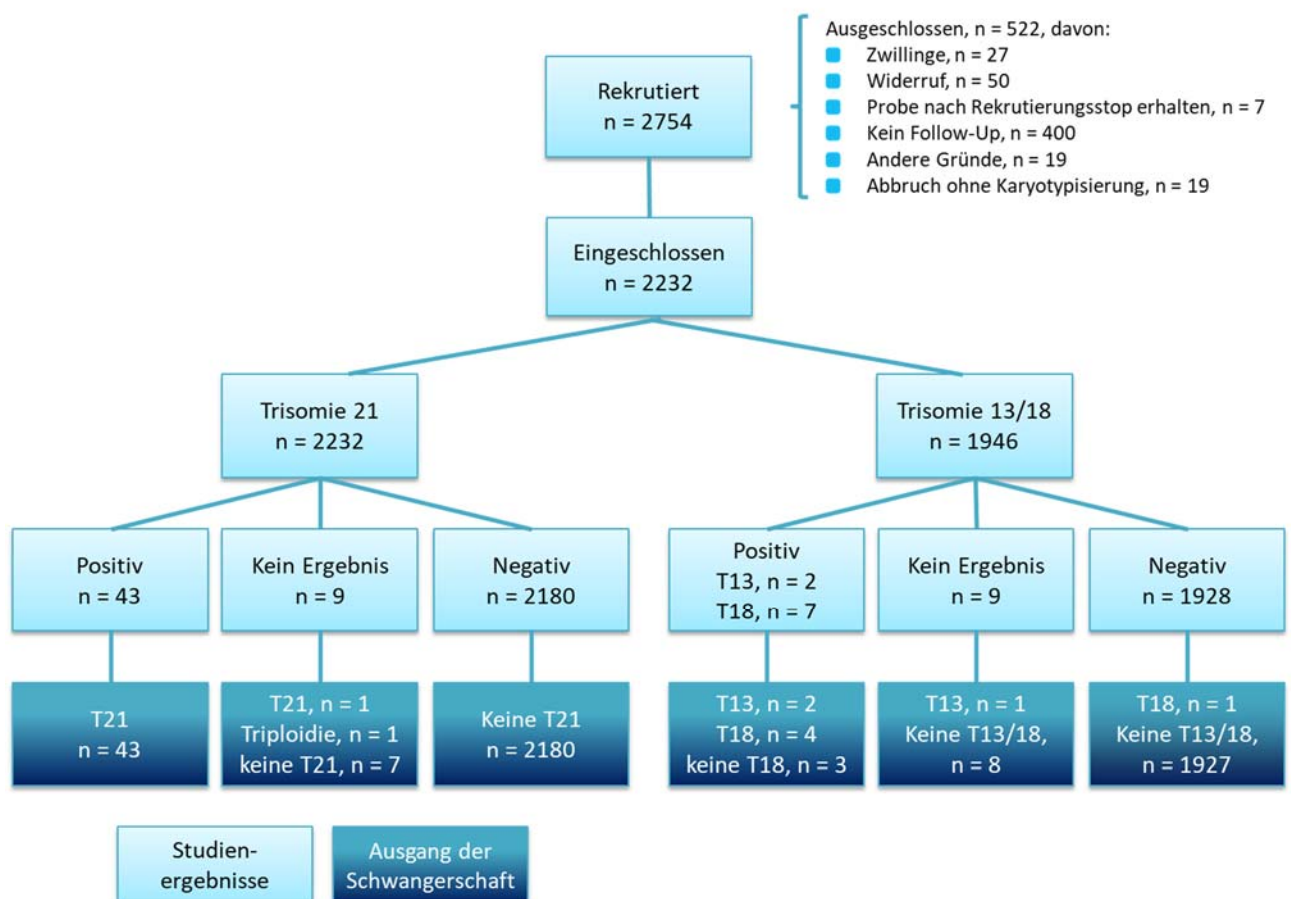 Ausgeschlossen, n = 522, davon:
Zwillinge, n = 27
Widerruf, n = 50
Probe nach Rekrutierungsstop erhalten, n = 7
Kein Follow-Up, n = 400
Andere Gründe, n = 19
Abbruch ohne Karyotypisierung, n = 19
Rekrutiert
n = 2754
Eingeschlossen
n = 2232
Trisomie 21
n = 2232
Trisomie 13/18
n = 1946
Positiv
n = 43
Kein Ergebnis
n = 9
Negativ
n = 2180
Positiv
T13, n = 2
T18, n = 7
Kein Ergebnis
n = 9
Negativ
n = 1928
T21
n = 43
T21, n = 1
Triploidie, n = 1
keine T21, n = 7
Keine T21
n = 2180
T13, n = 2
T18, n = 4
keine T18, n = 3
T13, n = 1
Keine T13/18,
n = 8
T18, n = 1
Keine T13/18,
n = 1927
Studien-
ergebnisse
Ausgang der
Schwangerschaft